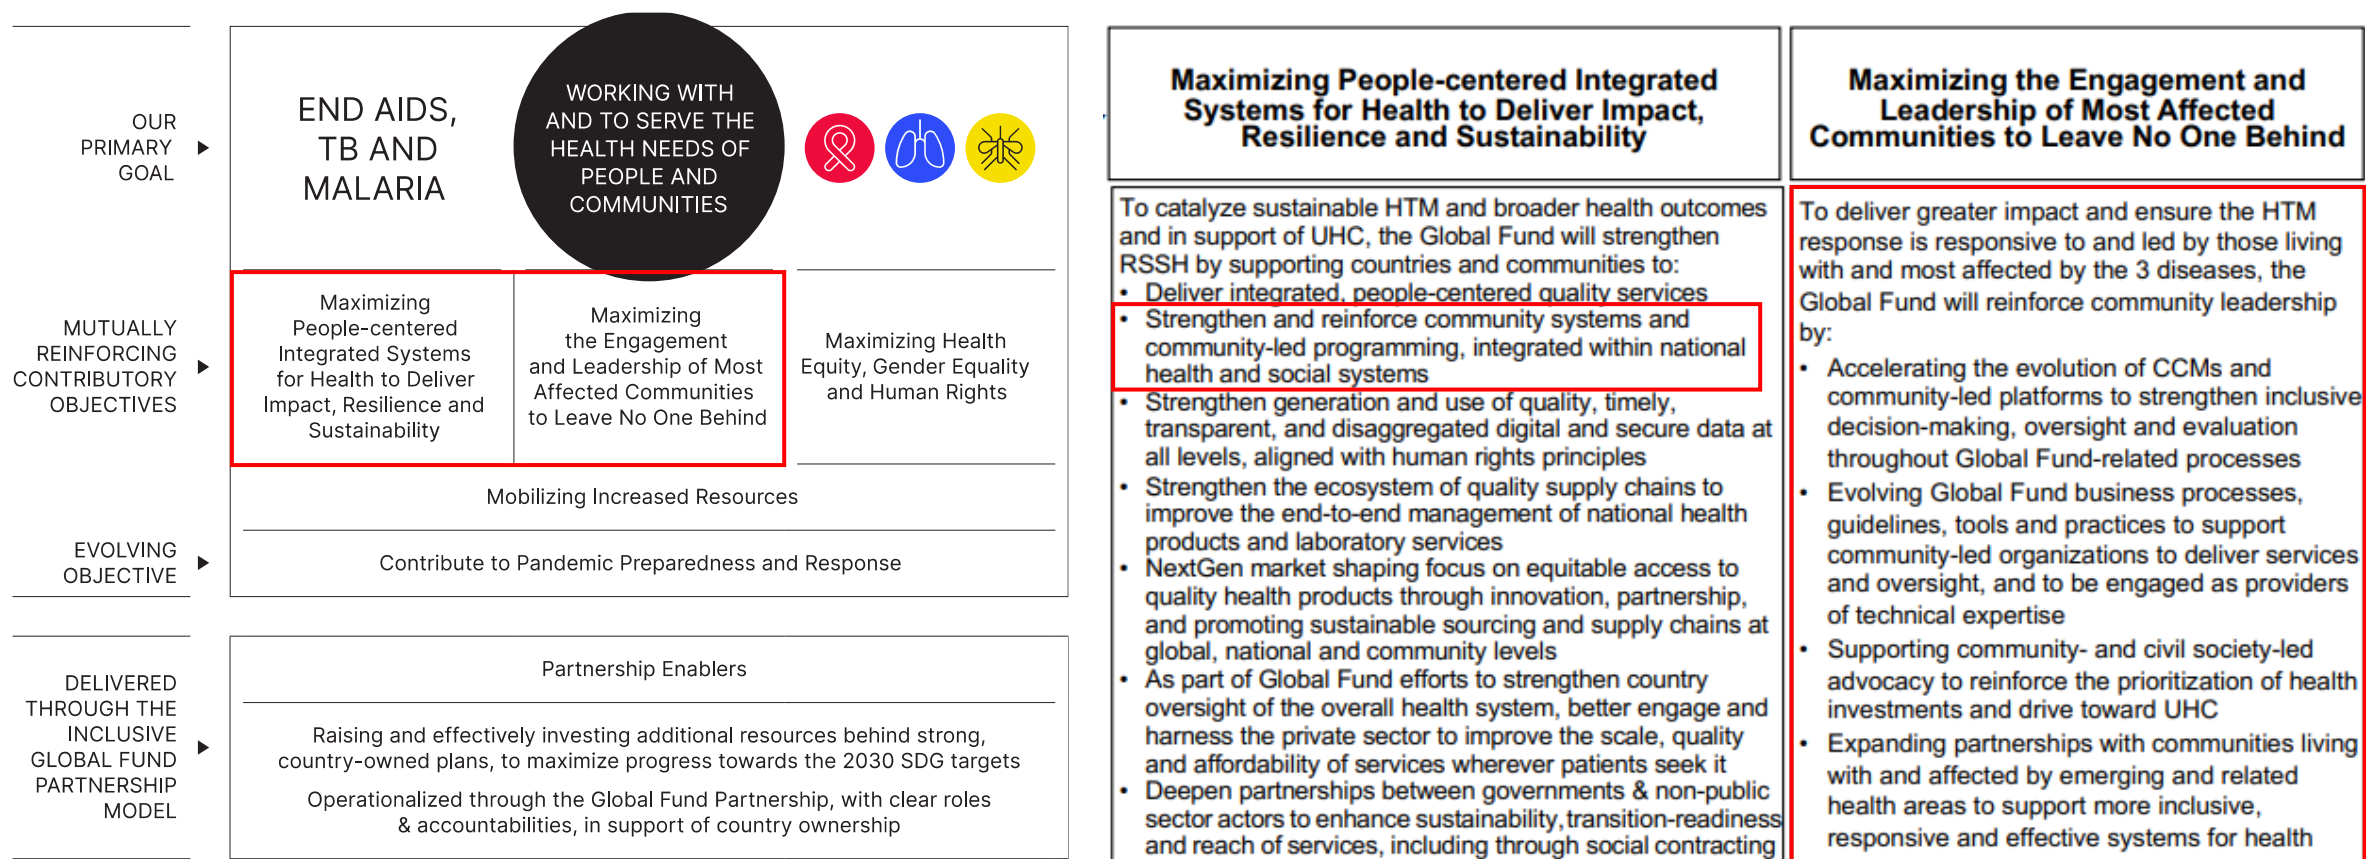 OUR
PRIMARY
GOAL
END AIDS,
TB AND
MALARIA
WORKING WITH
AND TO SERVE THE
HEALTH NEEDS OF
PEOPLE AND
COMMUNITIES
MUTUALLY
REINFORCING
CONTRIBUTORY
OBJECTIVES
Maximizing
People-centered
Integrated Systems
for Health to Deliver
Impact, Resilience and
Sustainability
Maximizing
the Engagement
and Leadership of Most
Affected Communities
to Leave No One Behind
Maximizing Health
Equity, Gender Equality
and Human Rights
Mobilizing Increased Resources
EVOLVING
OBJECTIVE
Contribute to Pandemic Preparedness and Response
DELIVERED
THROUGH THE
INCLUSIVE
GLOBAL FUND
PARTNERSHIP
MODEL
Partnership Enablers
Raising and effectively investing additional resources behind strong,
country-owned plans, to maximize progress towards the 2030 SDG targets
Operationalized through the Global Fund Partnership, with clear roles
& accountabilities, in support of country ownership
Maximizing People-centered Integrated
Systems for Health to Deliver Impact,
Resilience and Sustainability
To catalyze sustainable HTM and broader health outcomes
and in support of UHC, the Global Fund will strengthen
RSSH by supporting countries and communities to:
• Deliver integrated, people-centered quality services
• Strengthen and reinforce community systems and
community-led programming, integrated within national
health and social systems
• Strengthen generation and use of quality, timely,
transparent, and disaggregated digital and secure data at
all levels, aligned with human rights principles
• Strengthen the ecosystem of quality supply chains to
improve the end-to-end management of national health
products and laboratory services
• NextGen market shaping focus on equitable access to
quality health products through innovation, partnership,
and promoting sustainable sourcing and supply chains at
global, national and community levels
• As part of Global Fund efforts to strengthen country
oversight of the overall health system, better engage and
harness the private sector to improve the scale, quality
and affordability of services wherever patients seek it
• Deepen partnerships between governments & non-public
sector actors to enhance sustainability, transition-readiness
and reach of services, including through social contracting
Maximizing the Engagement and
Leadership of Most Affected
Communities to Leave No One Behind
To deliver greater impact and ensure the HTM
response is responsive to and led by those living
with and most affected by the 3 diseases, the
Global Fund will reinforce community leadership
by:
• Accelerating the evolution of CCMs and
community-led platforms to strengthen inclusive
decision-making, oversight and evaluation
throughout Global Fund-related processes
• Evolving Global Fund business processes,
guidelines, tools and practices to support
community-led organizations to deliver services
and oversight, and to be engaged as providers
of technical expertise
• Supporting community- and civil society-led
advocacy to reinforce the prioritization of health
investments and drive toward UHC
• Expanding partnerships with communities living
with and affected by emerging and related
health areas to support more inclusive,
responsive and effective systems for health